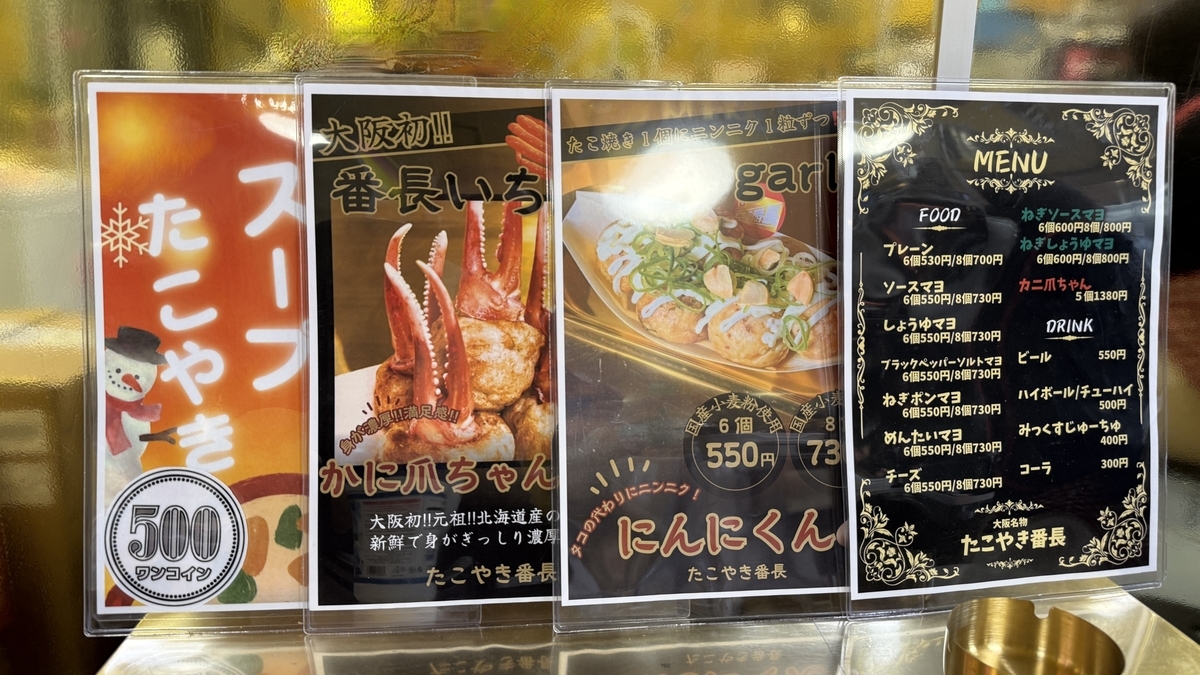 スープ
たこやき
500
ワンコイン
大阪初!!
番長いち
身が濃厚!!満足感!!
かに爪ちゃん
大阪初!!元祖!!北海道産の
新鮮で身がぎっしり濃厚
たこやき番長
たこ焼き1個にニンニク1粒ずつ
garl
国産小麦粉使用
6個
550円
国産小麦
8
73
タコの代わりにニンニク!
にんにくん
たこやき番長
MENU
FOOD
プレーン
6個530円/8個700円
ソースマヨ
6個550円/8個730円
しょうゆマヨ
6個550円/8個730円
ブラックペッパーソルトマヨ
6個550円/8個730円
ねぎポンマヨ
6個550円/8個730円
めんたいマヨ
6個550円/8個730円
チーズ
6個550円/8個730円
ねぎソースマヨ
6個600円8個/800円
ねぎしょうゆマヨ
6個600円/8個800円
カニ爪ちゃん
5個1380円
DRINK
ビール 550円
ハイボール/チューハイ
500円
みっくすじゅーちゅ
400円
コーラ 300円
大阪名物
たこやき番長